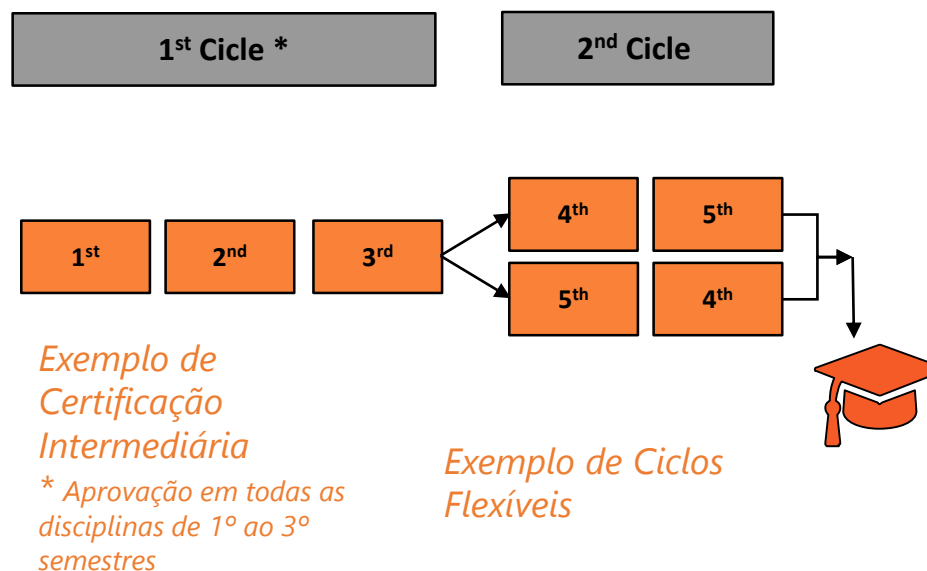 1st Cicle *
2nd Cicle
1st
2nd
3rd
4th
5th
5th
4th
Exemplo de
Certificação
Intermediária
* Aprovação em todas as
disciplinas de 1º ao 3º
semestres
Exemplo de Ciclos
Flexíveis